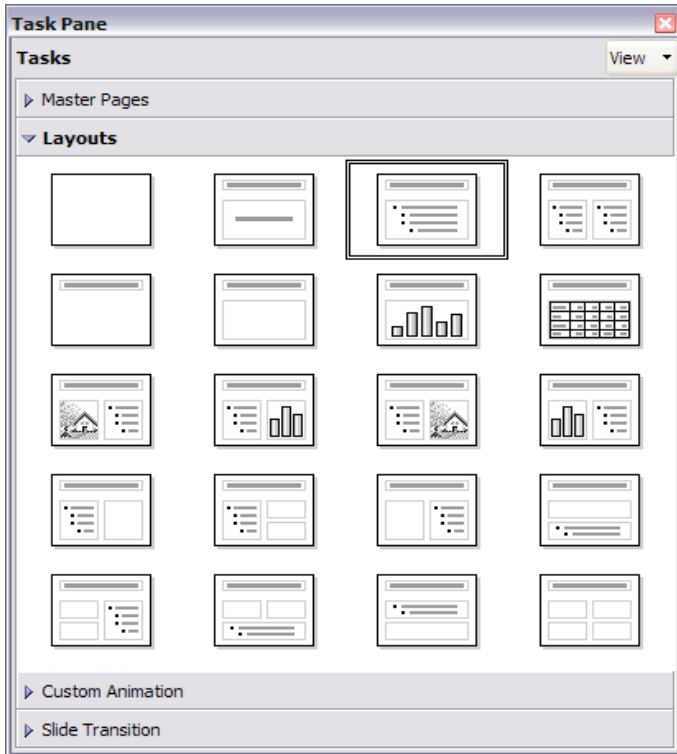 Task Pane
Tasks
View
Master Pages
Layouts
Custom Animation
Slide Transition